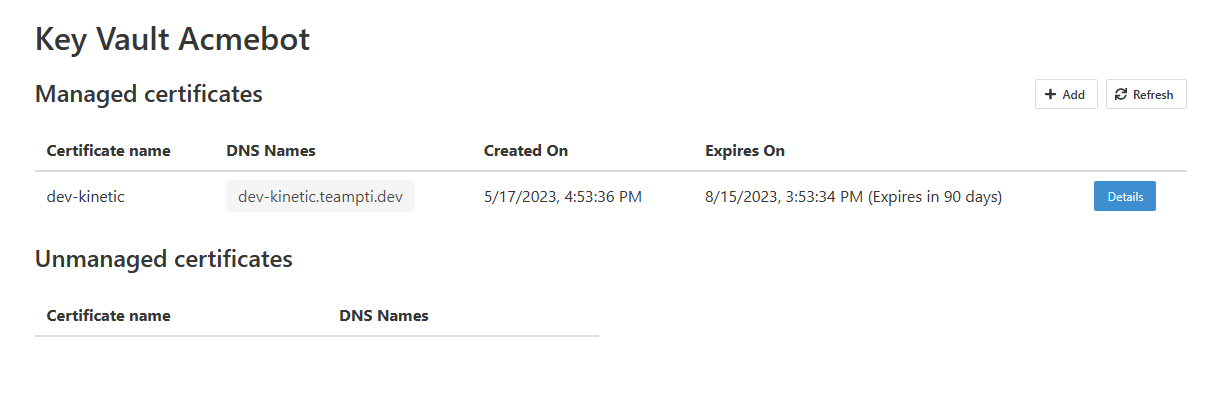 Key Vault Acmebot
Managed certificates
Add Refresh
Certificate name DNS Names Created On Expires On
dev-kinetic dev-kinetic.teampti.dev 5/17/2023, 4:53:36 PM 8/15/2023, 3:53:34 PM (Expires in 90 days) Details
Unmanaged certificates
Certificate name DNS Names